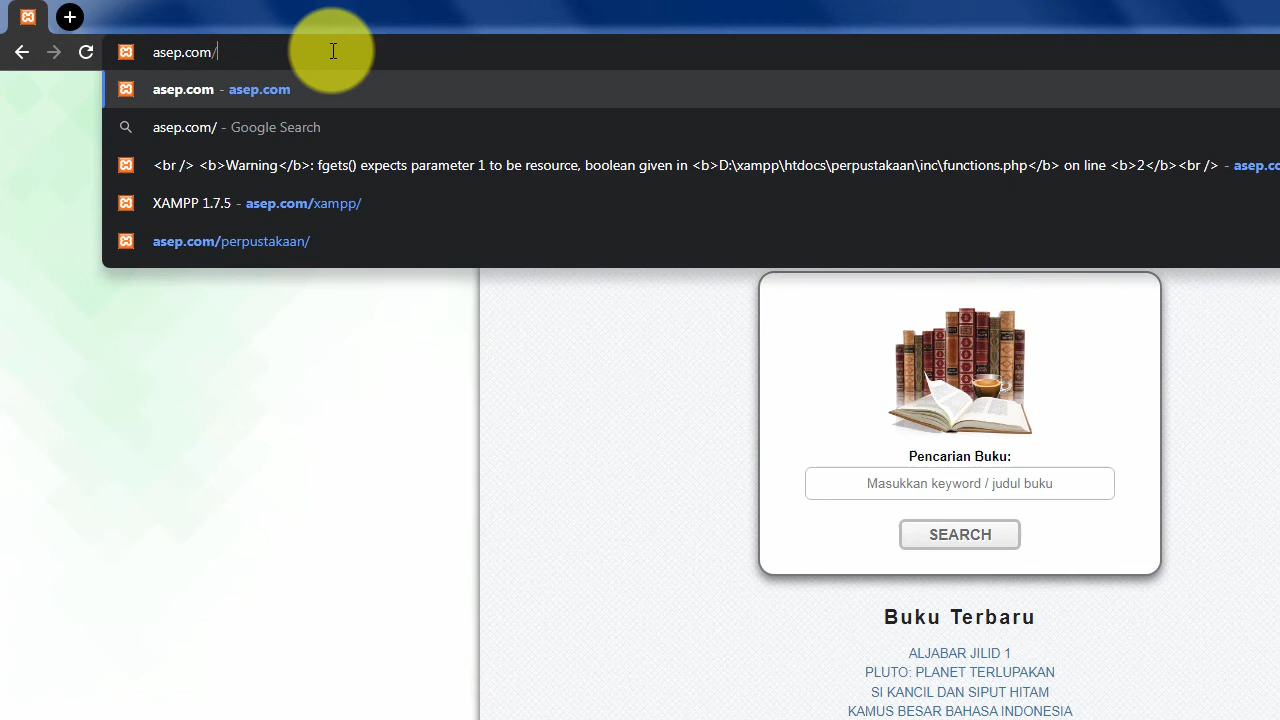 asep.com/
asep.com - asep.com
asep.com/ - Google Search
<br /> <b>Warning</b>: fgets() expects parameter 1 to be resource, boolean given in <b>D:\xampp\htdocs\perpustakaan\inc\functions.php</b> on line <b>2</b><br /> - asep.co
XAMPP 1.7.5 - asep.com/xampp/
asep.com/perpustakaan/
Pencarian Buku:
Masukkan keyword / judul buku
SEARCH
Buku Terbaru
ALJABAR JILID 1
PLUTO: PLANET TERLUPAKAN
SI KANCIL DAN SIPUT HITAM
KAMUS BESAR BAHASA INDONESIA